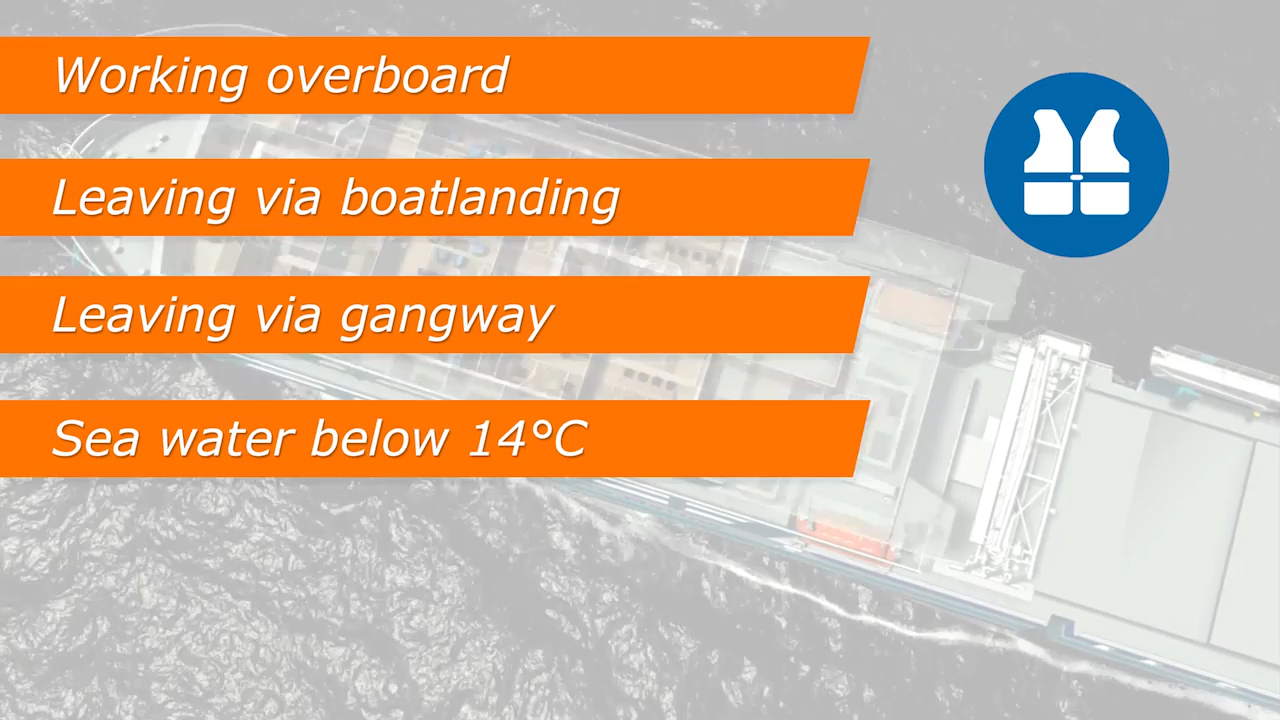 Working overboard
Leaving via boatlanding
Leaving via gangway
Sea water below 14°C